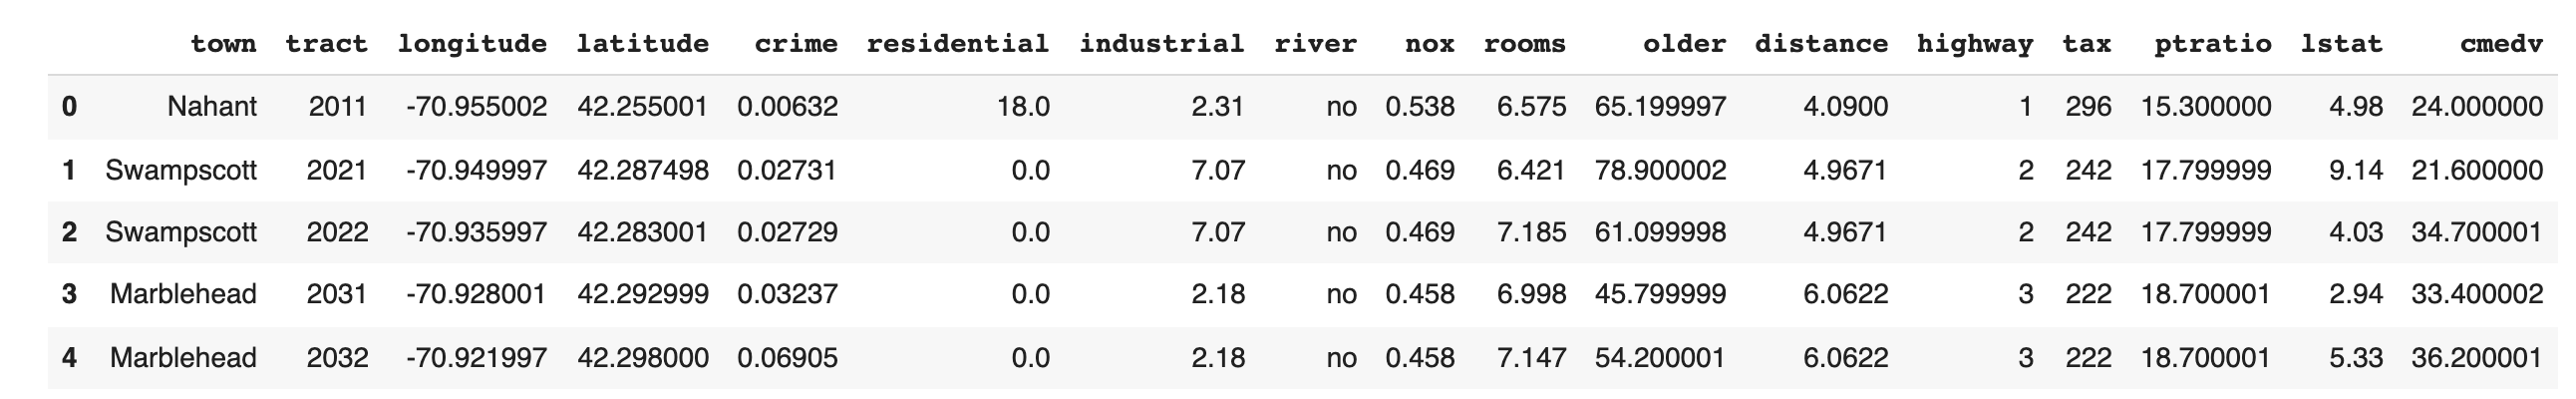 town tract longitude latitude crime residential industrial river nox rooms older distance highway tax ptratio lstat cmedv
0 Nahant 2011 -70.955002 42.255001 0.00632 18.0 2.31 no 0.538 6.575 65.199997 4.0900 1 296 15.300000 4.98 24.000000
1 Swampscott 2021 -70.949997 42.287498 0.02731 0.0 7.07 no 0.469 6.421 78.900002 4.9671 2 242 17.799999 9.14 21.600000
2 Swampscott 2022 -70.935997 42.283001 0.02729 0.0 7.07 no 0.469 7.185 61.099998 4.9671 2 242 17.799999 4.03 34.700001
3 Marblehead 2031 -70.928001 42.292999 0.03237 0.0 2.18 no 0.458 6.998 45.799999 6.0622 3 222 18.700001 2.94 33.400002
4 Marblehead 2032 -70.921997 42.298000 0.06905 0.0 2.18 no 0.458 7.147 54.200001 6.0622 3 222 18.700001 5.33 36.200001